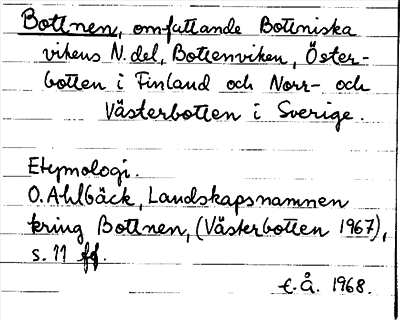 Bottnen, omfattande Bottniska
vikens N. del, Bottenviken, Öster-
botten i Finland och Norr- och
Västerbotten i Sverige.
Etymologi.
O. Ahlbäck, Landskapsnamnen
kring Bottnen, (Västerbotten 1967),
s. 11 ff.
t. Å. 1968.